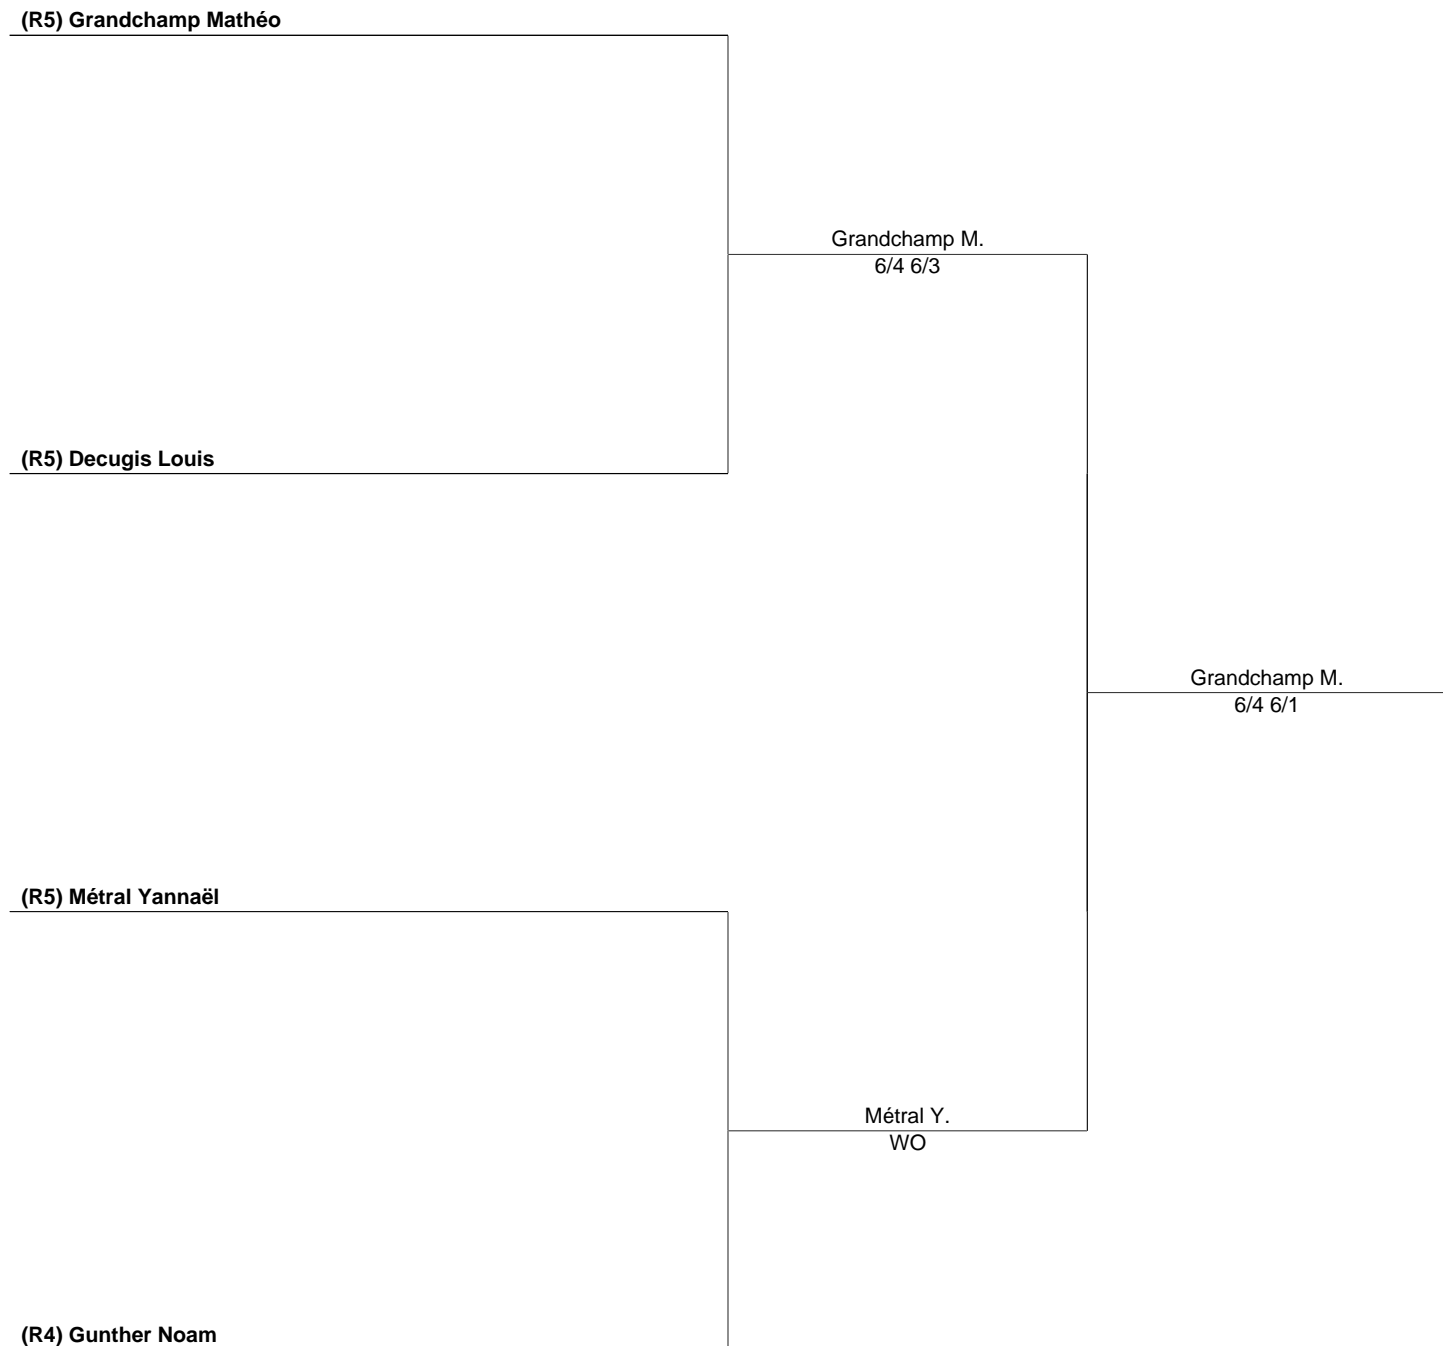 (R5) Grandchamp Mathéo
Grandchamp M.
6/4 6/3
(R5) Decugis Louis
Grandchamp M.
6/4 6/1
(R5) Métral Yannaël
Métral Y.
WO
(R4) Gunther Noam